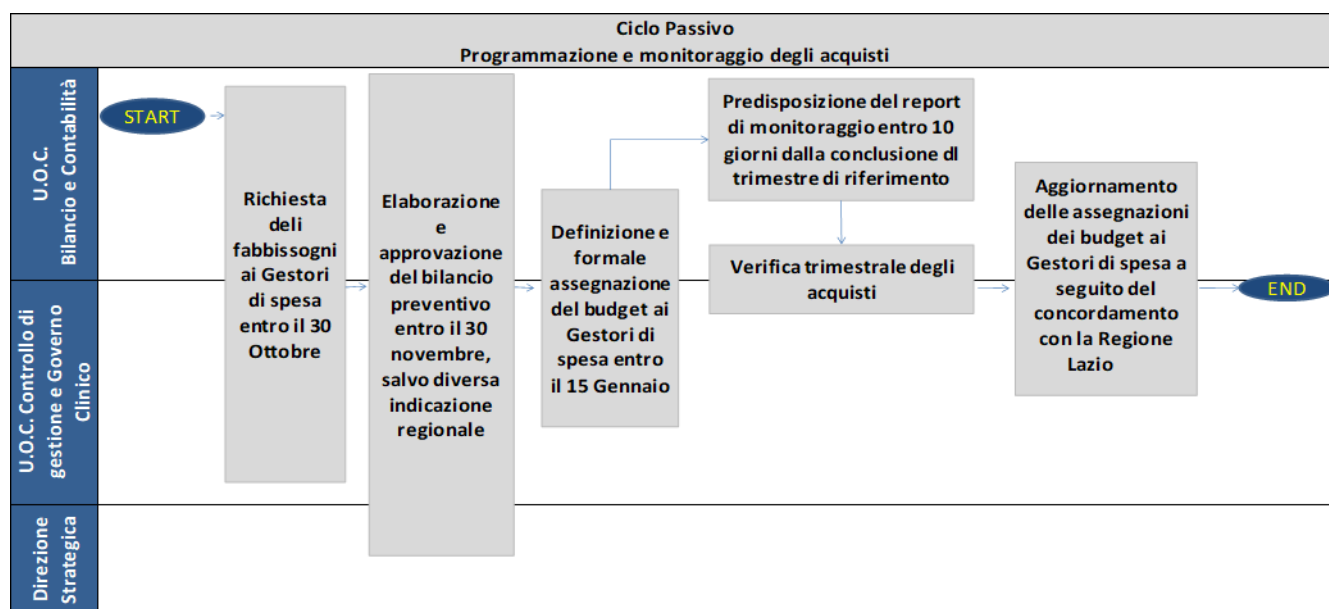 Ciclo Passivo
Programmazione e monitoraggio degli acquisti
U.O.C.
Bilancio e Contabilità
START
Richiesta
deli
fabbissogni
ai Gestori
di spesa
entro il 30
Ottobre
Elaborazione
e
approvazione
del bilancio
preventivo
entro il 30
novembre,
salvo diversa
indicazione
regionale
Definizione e
formale
assegnazione
del budget ai
Gestori di
spesa entro
il 15 Gennaio
Predisposizione del report
di monitoraggio entro 10
giorni dalla conclusione dl
trimestre di riferimento
Verifica trimestrale degli
acquisti
Aggiornamento
delle assegnazioni
dei budget ai
Gestori di spesa a
seguito del
concordamento
con la Regione
Lazio
END
U.O.C. Controllo di
gestione e Governo
Clinico
Direzione
Strategica